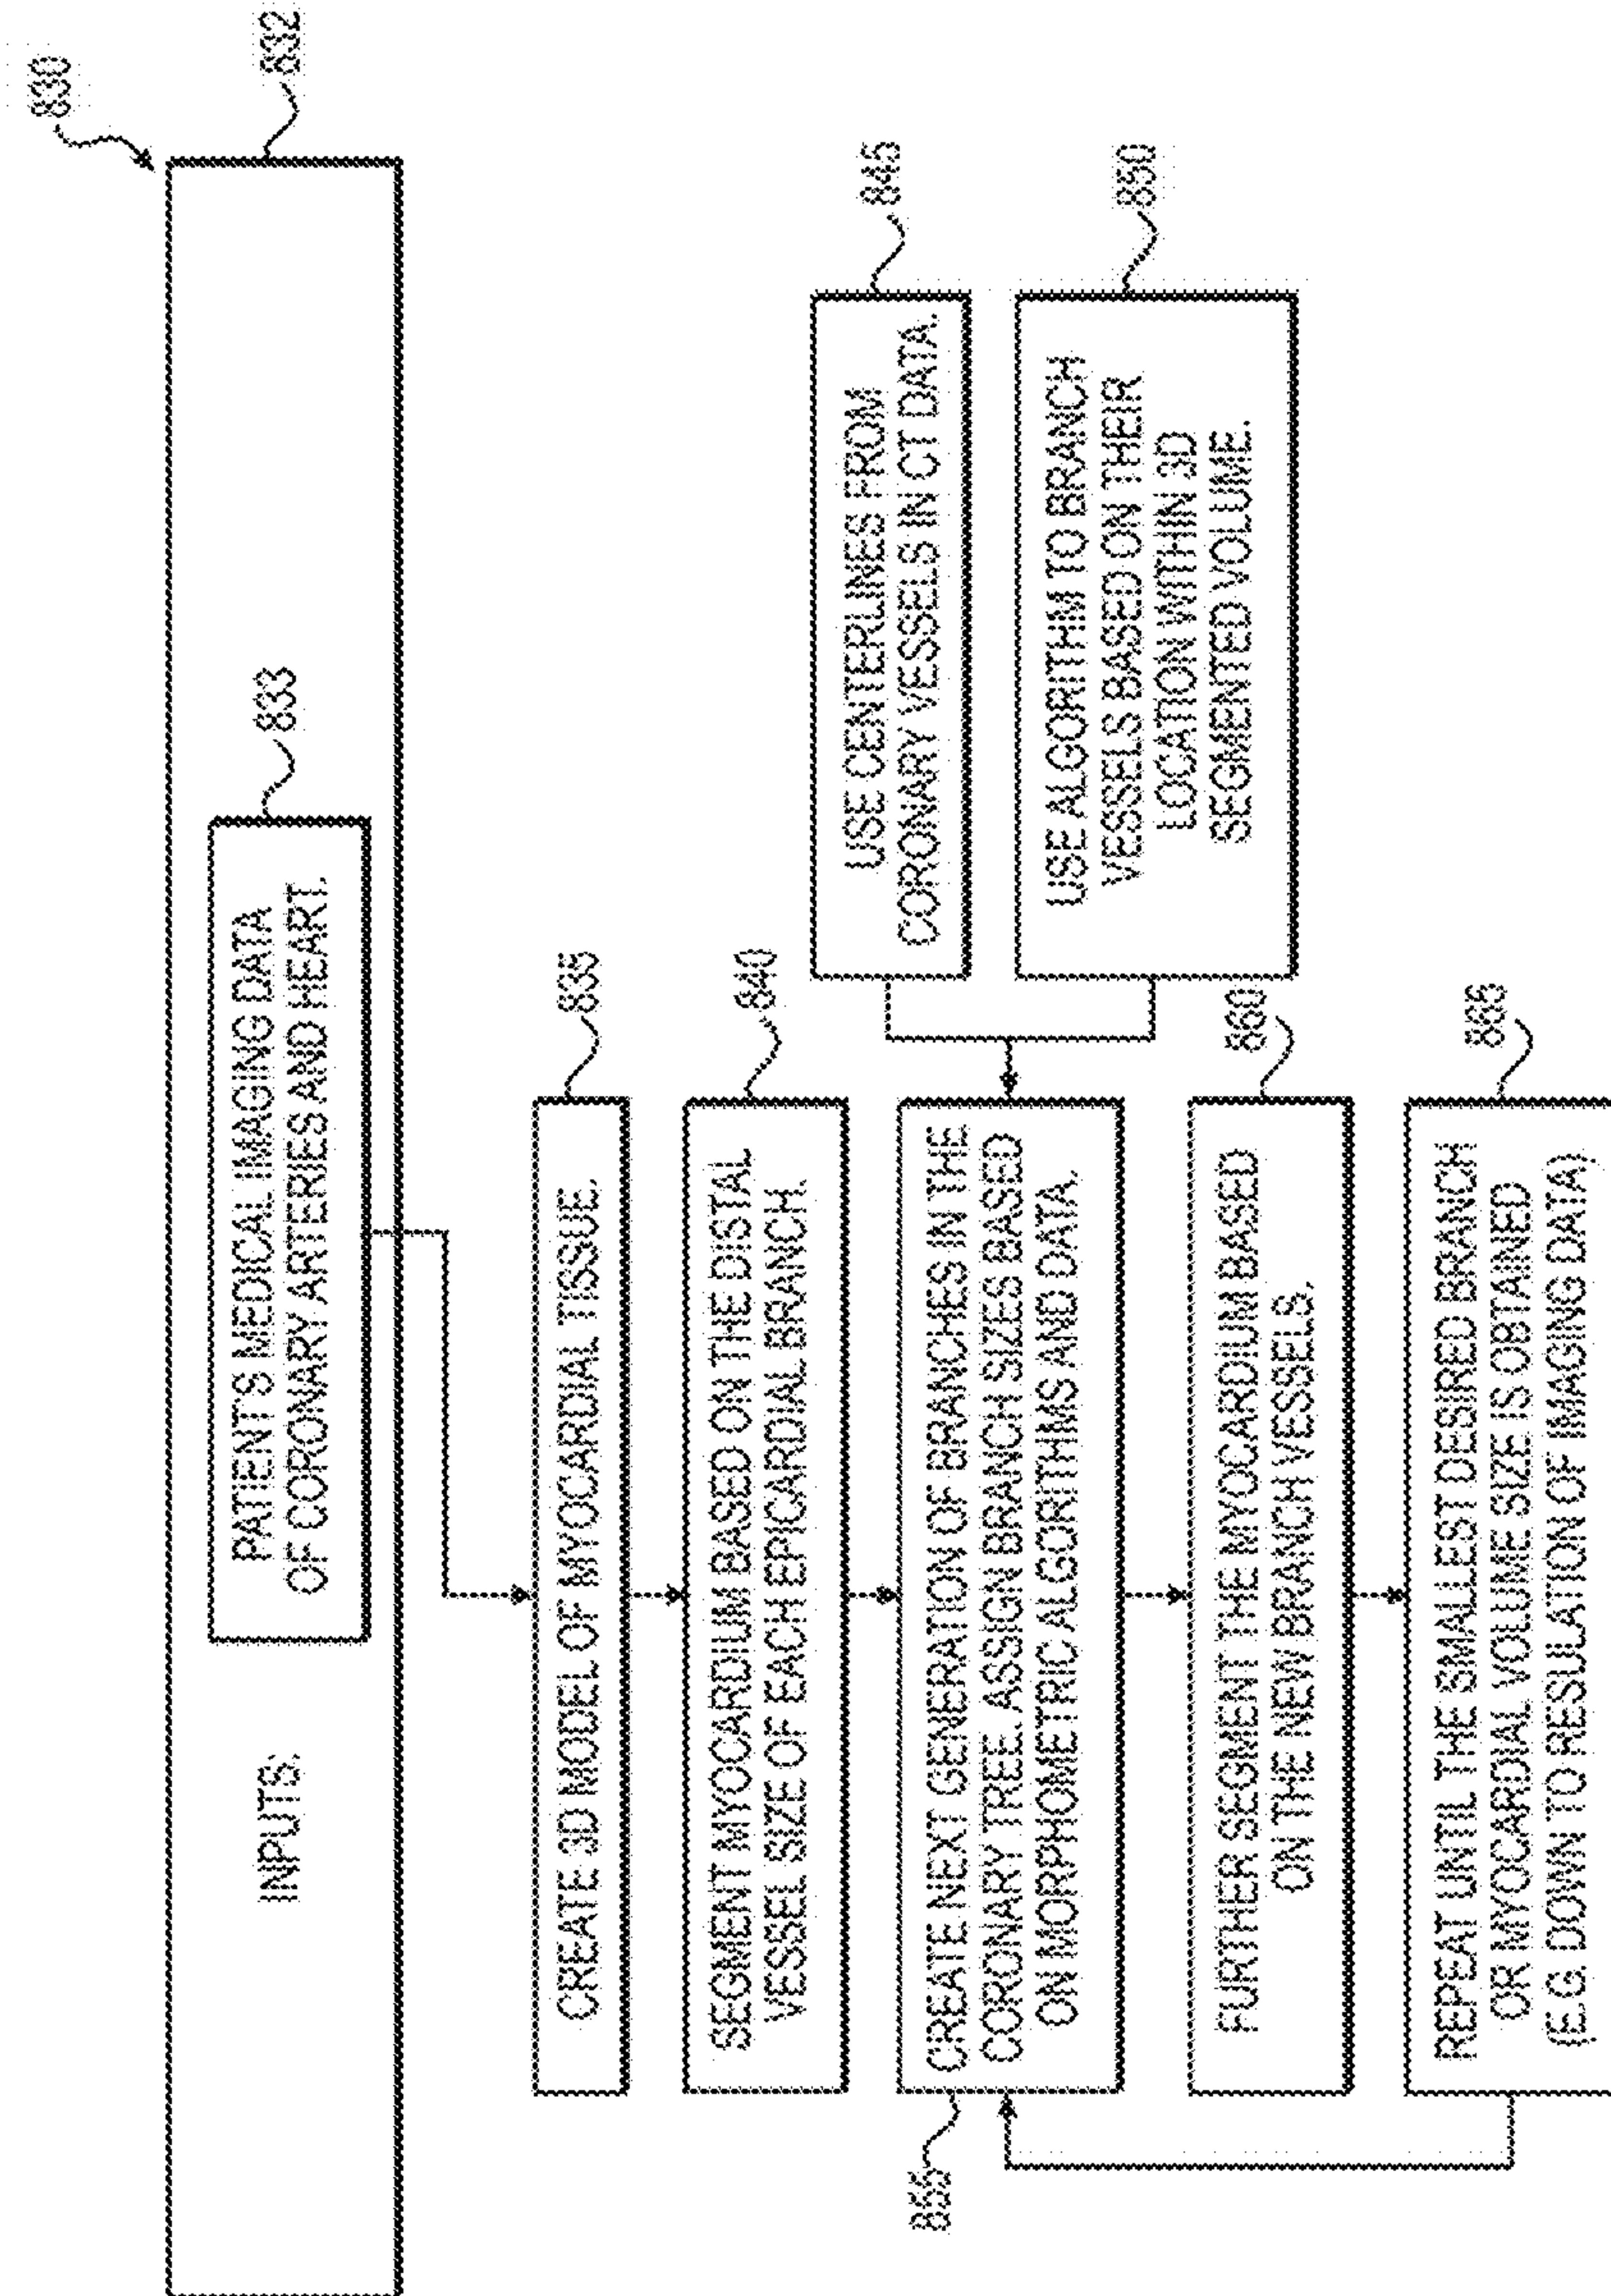 830
832
INPUTS:
833
PATIENT'S MEDICAL IMAGING DATA
OF CORONARY ARTERIES AND HEART.
835
CREATE 3D MODEL OF MYOCARDIAL TISSUE.
840
SEGMENT MYOCARDIUM BASED ON THE DISTAL
VESSEL SIZE OF EACH EPICARDIAL BRANCH.
845
USE CENTERLINES FROM
CORONARY VESSELS IN CT DATA.
850
USE ALGORITHM TO BRANCH
VESSELS BASED ON THEIR
LOCATION WITHIN 3D
SEGMENTED VOLUME.
855
CREATE NEXT GENERATION OF BRANCHES IN THE
CORONARY TREE. ASSIGN BRANCH SIZES BASED
ON MORPHOMETRIC ALGORITHMS AND DATA.
860
FURTHER SEGMENT THE MYOCARDIUM BASED
ON THE NEW BRANCH VESSELS.
865
REPEAT UNTIL THE SMALLEST DESIRED BRANCH
OR MYOCARDIAL VOLUME SIZE IS OBTAINED
(E.G. DOWN TO RESULATION OF IMAGING DATA)